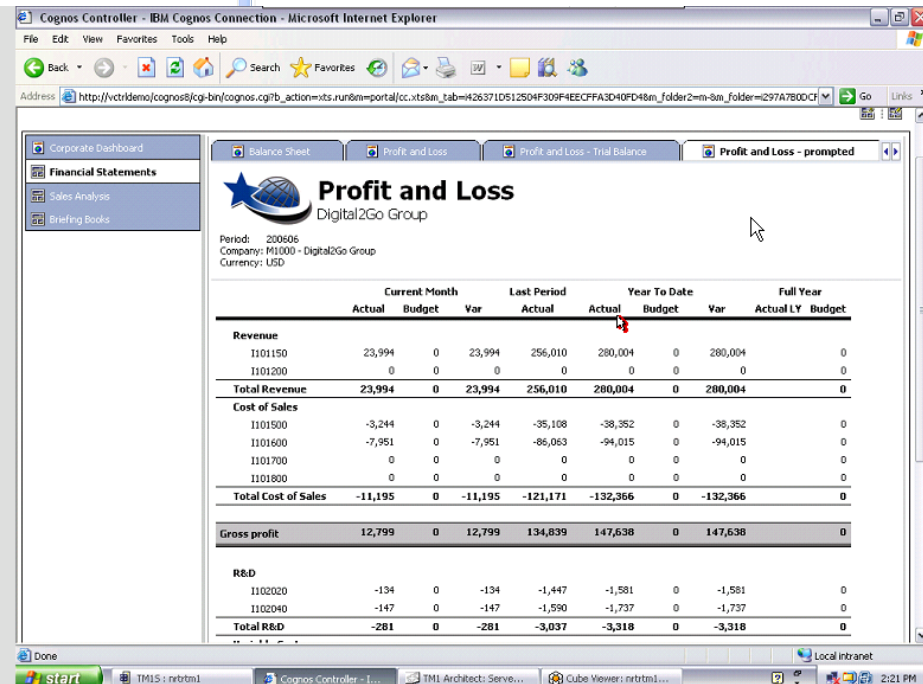 Cognos Controller - IBM Cognos Connection - Microsoft Internet Explorer
File Edit View Favorites Tools Help
Back Search Favorites
Address http://vctrldemo/cognos8/cgi-bin/cognos.cgi?b_action=xts.run&m=portal/cc.xts&m_tab=i426371D512504F309F4EECFFA3D40FD4&m_folder2=m-&m_folder=i297A7B0DCF Go Links
Corporate Dashboard
Financial Statements
Sales Analysis
Briefing Books
Balance Sheet Profit and Loss Profit and Loss - Trial Balance Profit and Loss - prompted
Profit and Loss
Digital2Go Group
Period: 200606
Company: M1000 - Digital2Go Group
Currency: USD
Current Month Last Period Year To Date Full Year
Actual Budget Var Actual Actual Budget Var Actual LY Budget
Revenue
I101150 23,994 0 23,994 256,010 280,004 0 280,004 0
I101200 0 0 0 0 0 0 0 0
Total Revenue 23,994 0 23,994 256,010 280,004 0 280,004 0
Cost of Sales
I101500 -3,244 0 -3,244 -35,108 -38,352 0 -38,352 0
I101600 -7,951 0 -7,951 -86,063 -94,015 0 -94,015 0
I101700 0 0 0 0 0 0 0 0
I101800 0 0 0 0 0 0 0 0
Total Cost of Sales -11,195 0 -11,195 -121,171 -132,366 0 -132,366 0
Gross profit 12,799 0 12,799 134,839 147,638 0 147,638 0
R&D
I102020 -134 0 -134 -1,447 -1,581 0 -1,581 0
I102040 -147 0 -147 -1,590 -1,737 0 -1,737 0
Total R&D -281 0 -281 -3,037 -3,318 0 -3,318 0
Done Local intranet
start TM15 : nrtrtml Cognos Controller - I... TM1 Architect: Serve... Cube Viewer: nrtrtml... 2:21 PM